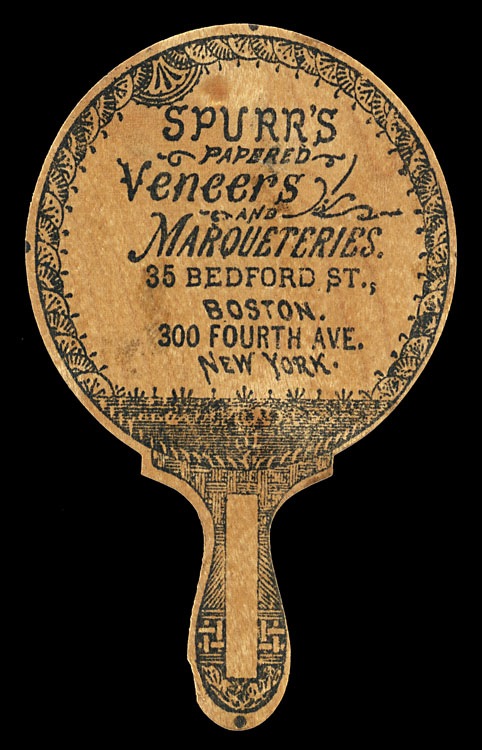 SPURR'S
PAPERED
Veneers
AND
MARQUETERIES.
35 BEDFORD ST.,
BOSTON.
300 FOURTH AVE.
NEW YORK.